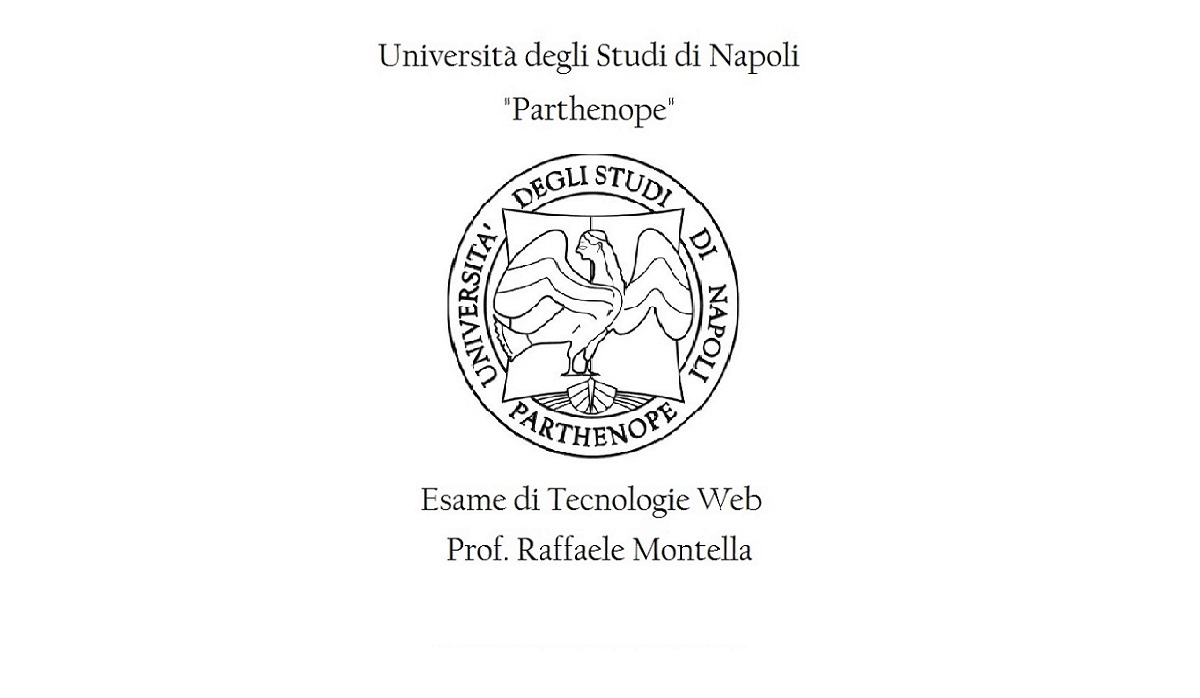 Università degli Studi di Napoli
"Parthenope"
UNIVERSITA' DEGLI STUDI DI NAPOLI
PARTHENOPE
Esame di Tecnologie Web
Prof. Raffaele Montella